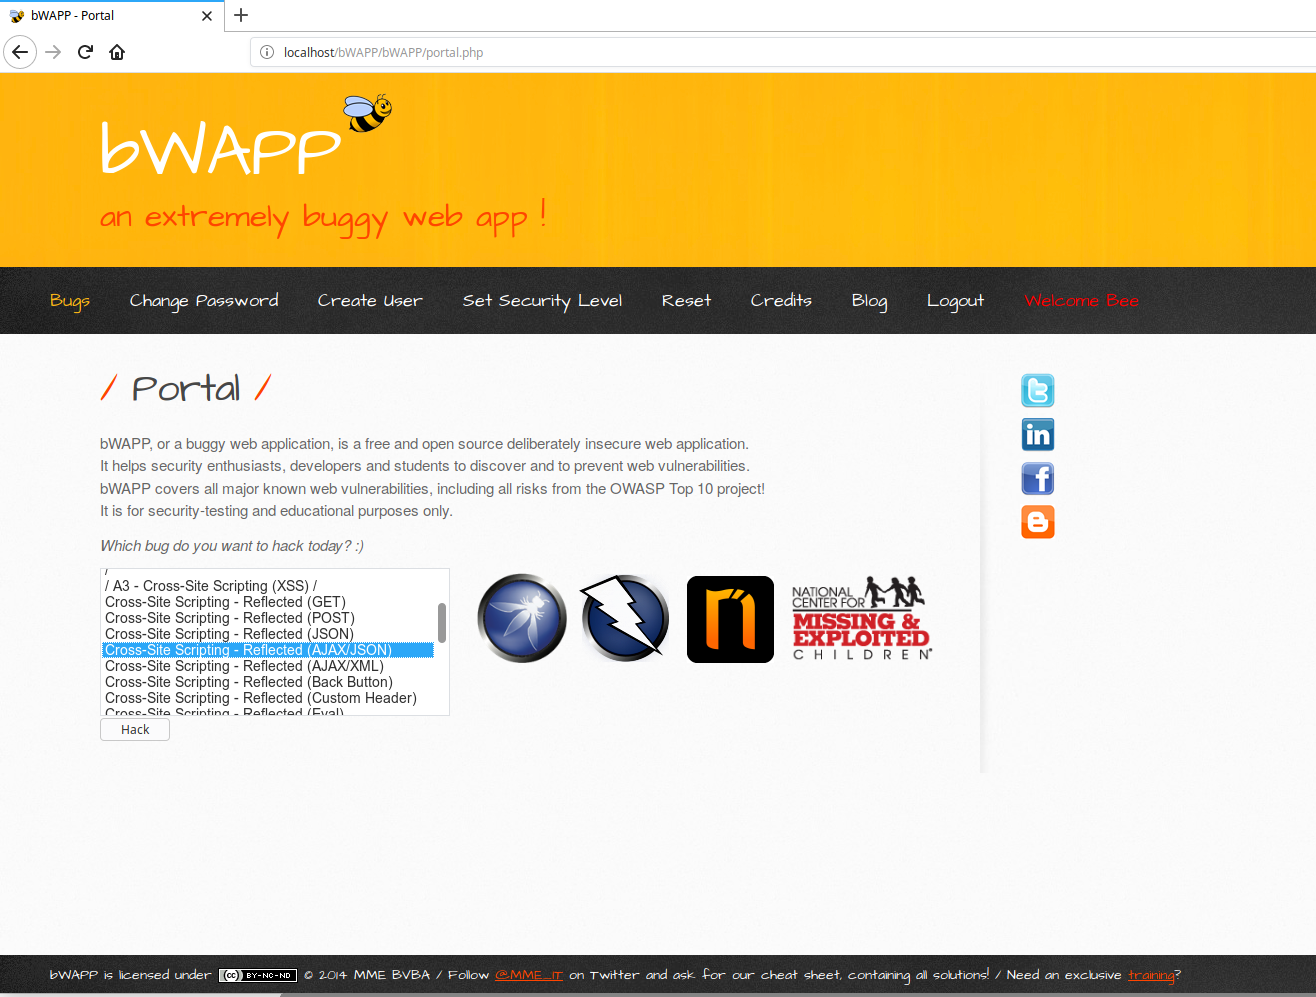 bWAPP - Portal
localhost/bWAPP/bWAPP/portal.php
bWAPP
an extremely buggy web app !
Bugs Change Password Create User Set Security Level Reset Credits Blog Logout Welcome Bee
/ Portal /
bWAPP, or a buggy web application, is a free and open source deliberately insecure web application.
It helps security enthusiasts, developers and students to discover and to prevent web vulnerabilities.
bWAPP covers all major known web vulnerabilities, including all risks from the OWASP Top 10 project!
It is for security-testing and educational purposes only.
Which bug do you want to hack today? :)
/
/ A3 - Cross-Site Scripting (XSS) /
Cross-Site Scripting - Reflected (GET)
Cross-Site Scripting - Reflected (POST)
Cross-Site Scripting - Reflected (JSON)
Cross-Site Scripting - Reflected (AJAX/JSON)
Cross-Site Scripting - Reflected (AJAX/XML)
Cross-Site Scripting - Reflected (Back Button)
Cross-Site Scripting - Reflected (Custom Header)
Cross-Site Scripting - Reflected (Eval)
Hack
NATIONAL
CENTER FOR
MISSING &
EXPLOITED
CHILDREN®
bWAPP is licensed under (cc) BY-NC-ND © 2014 MME BVBA / Follow @MME_IT on Twitter and ask for our cheat sheet, containing all solutions! / Need an exclusive training?